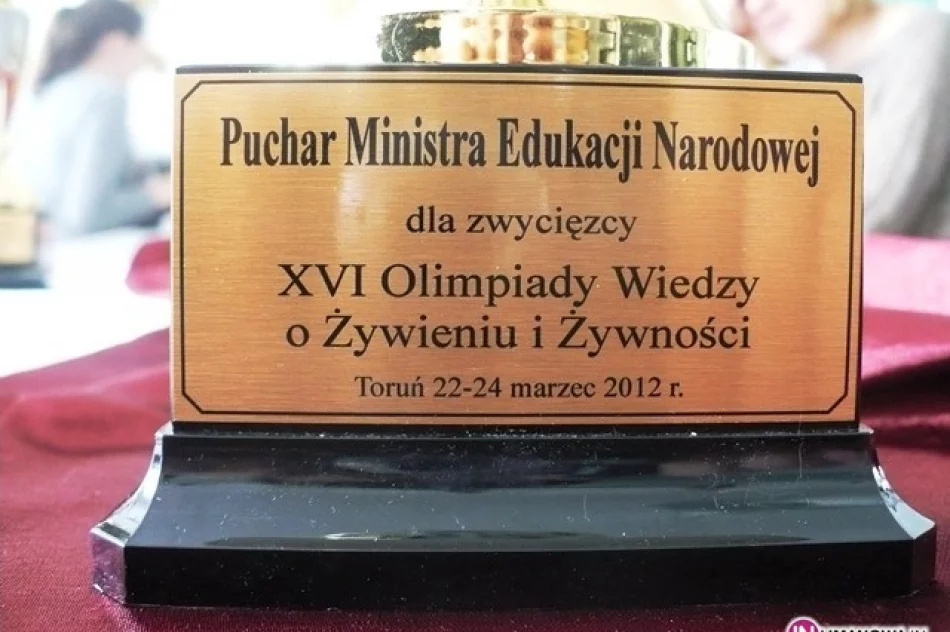 Puchar Ministra Edukacji Narodowej
dla zwycięzcy
XVI Olimpiady Wiedzy
o Żywieniu i Żywności
Toruń 22-24 marzec 2012 r.